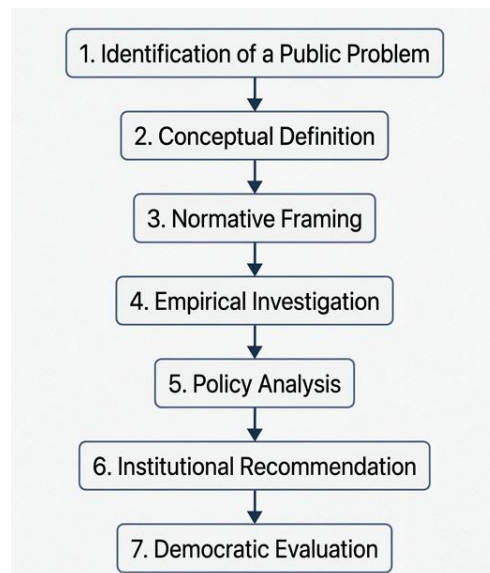 1. Identification of a Public Problem
2. Conceptual Definition
3. Normative Framing
4. Empirical Investigation
5. Policy Analysis
6. Institutional Recommendation
7. Democratic Evaluation